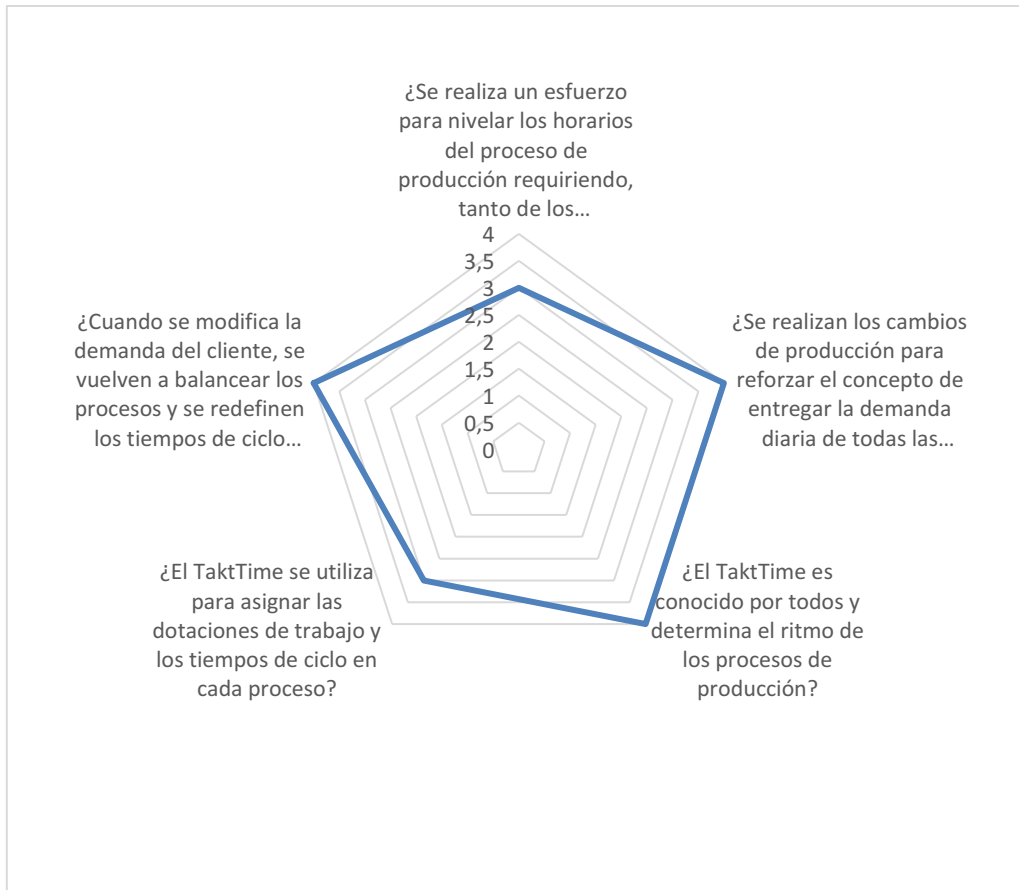 ¿Se realiza un esfuerzo
para nivelar los horarios
del proceso de
producción requiriendo,
tanto de los…
4
3,5
3
2,5
2
1,5
1
0,5
0
¿Se realizan los cambios
de producción para
reforzar el concepto de
entregar la demanda
diaria de todas las…
¿El TaktTime es
conocido por todos y
determina el ritmo de
los procesos de
producción?
¿El TaktTime se utiliza
para asignar las
dotaciones de trabajo y
los tiempos de ciclo en
cada proceso?
¿Cuando se modifica la
demanda del cliente, se
vuelven a balancear los
procesos y se redefinen
los tiempos de ciclo…